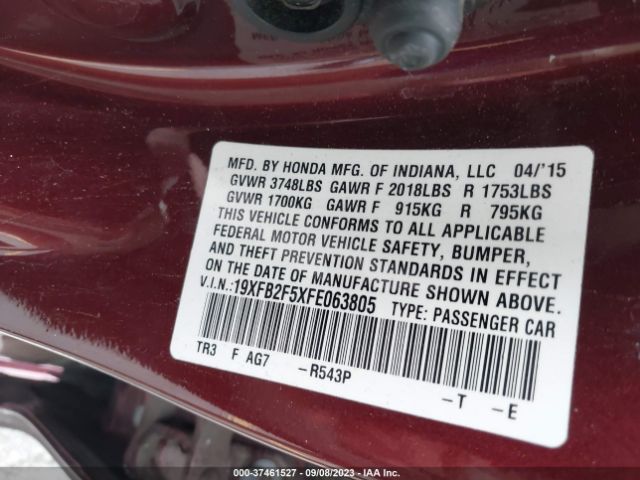 MFD. BY HONDA MFG. OF INDIANA, LLC 04/'15
GVWR 3748LBS GAWR F 2018LBS R 1753LBS
GVWR 1700KG GAWR F 915KG R 795KG
THIS VEHICLE CONFORMS TO ALL APPLICABLE
FEDERAL MOTOR VEHICLE SAFETY, BUMPER,
AND THEFT PREVENTION STANDARDS IN EFFECT
ON THE DATE OF MANUFACTURE SHOWN ABOVE.
V.I.N.:19XFB2F5XFE063805 TYPE: PASSENGER CAR
TR3 F AG7 -R543P
-T -E
000-37461527 - 09/08/2023 - IAA Inc.